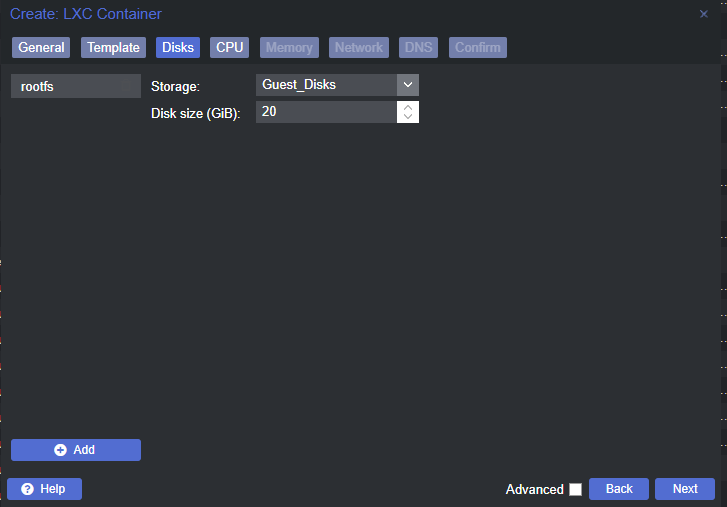 Create: LXC Container
General Template Disks CPU Memory Network DNS Confirm
rootfs
Storage: Guest_Disks
Disk size (GiB): 20
Add
Help Advanced Back Next